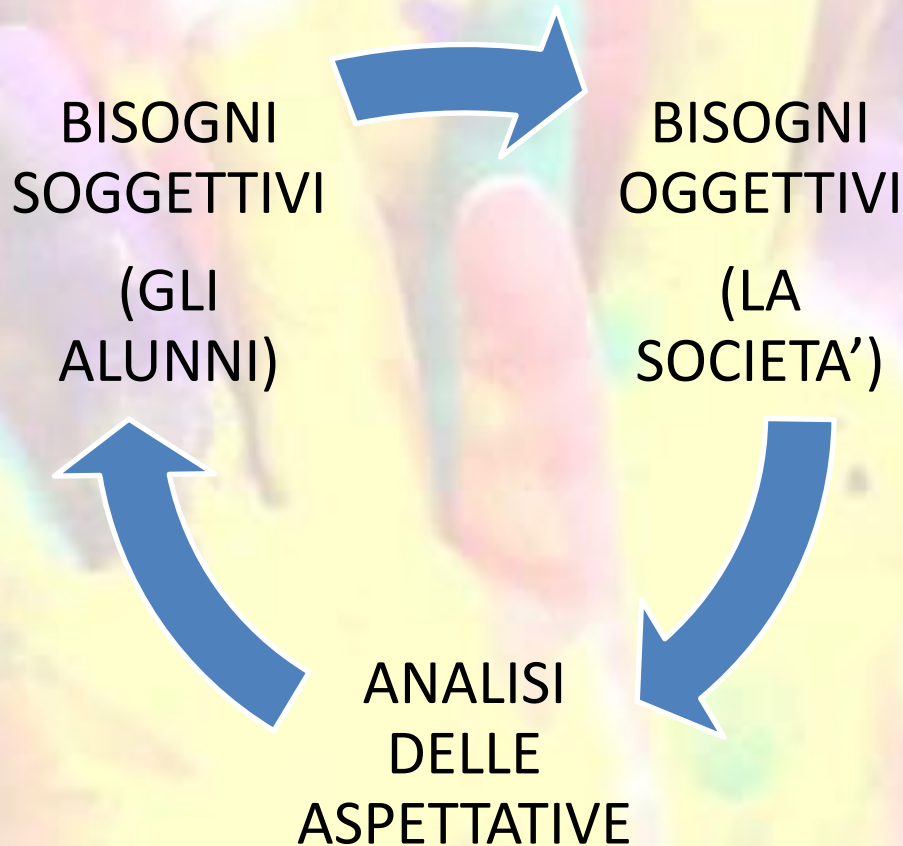 BISOGNI
SOGGETTIVI
(GLI
ALUNNI)
BISOGNI
OGGETTIVI
(LA
SOCIETA’)
ANALISI
DELLE
ASPETTATIVE